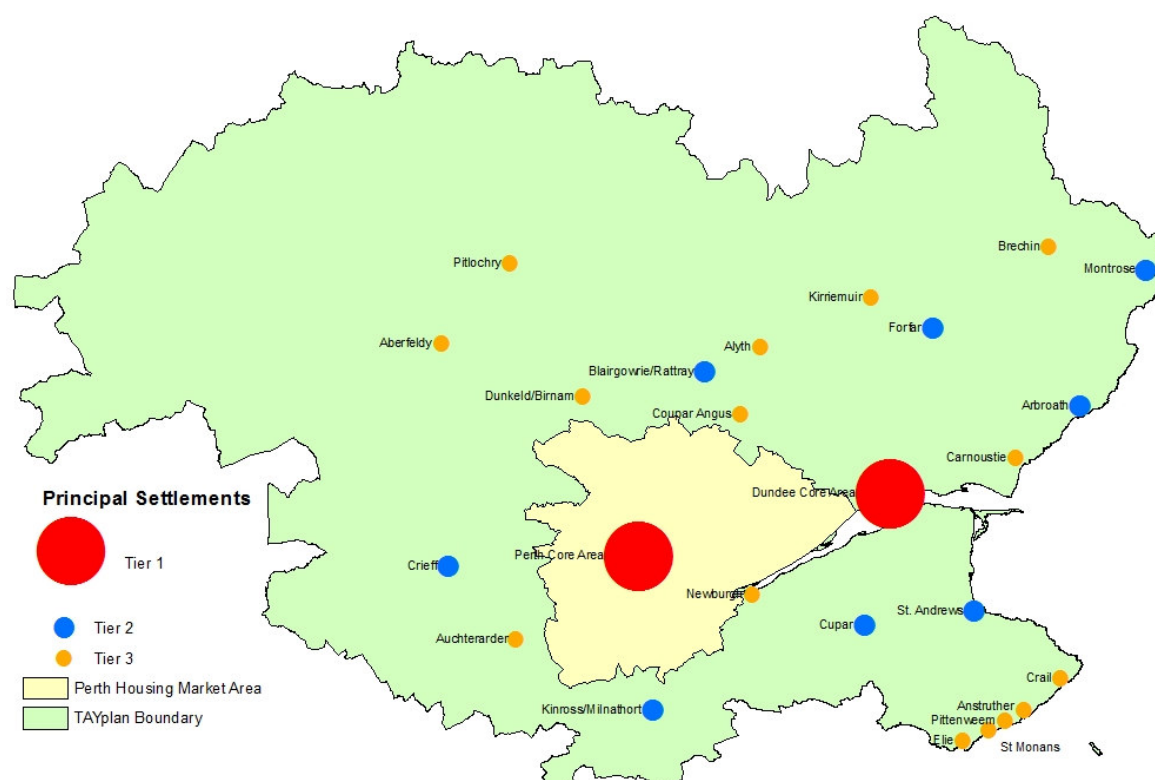 Brechin
Pitlochry
Montrose
Kirriemuir
Forfar
Aberfeldy
Alyth
Blairgowrie/Rattray
Dunkeld/Birnam
Coupar Angus
Arbroath
Carnoustie
Principal Settlements
Dundee Core Area
Tier 1
Perth Core Area
Crieff
Newburgh
St. Andrews
Cupar
Tier 2
Auchterarder
Tier 3
Perth Housing Market Area
Crail
TAYplan Boundary
Kinross/Milnathort
Anstruther
Pittenweem
Elie
St Monans